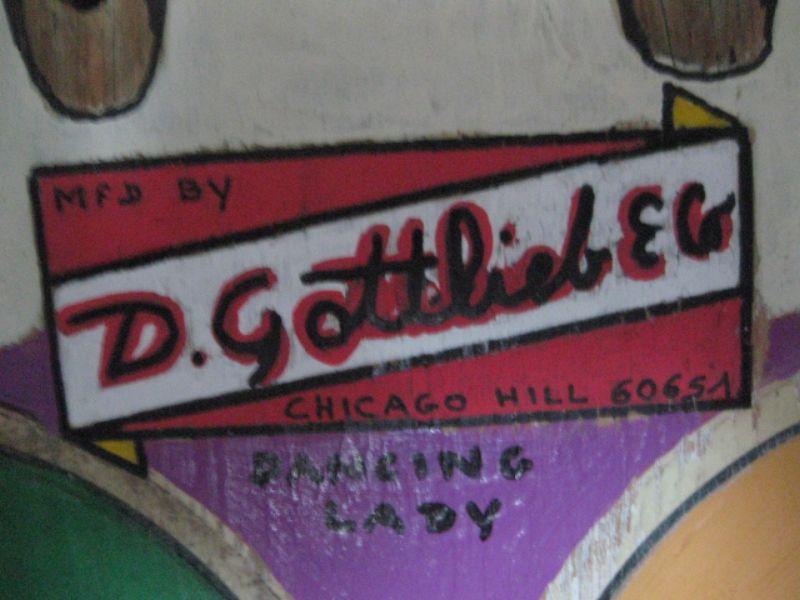 MFD BY
D. Gottlieb & Co
CHICAGO HILL 60651
DANCING
LADY